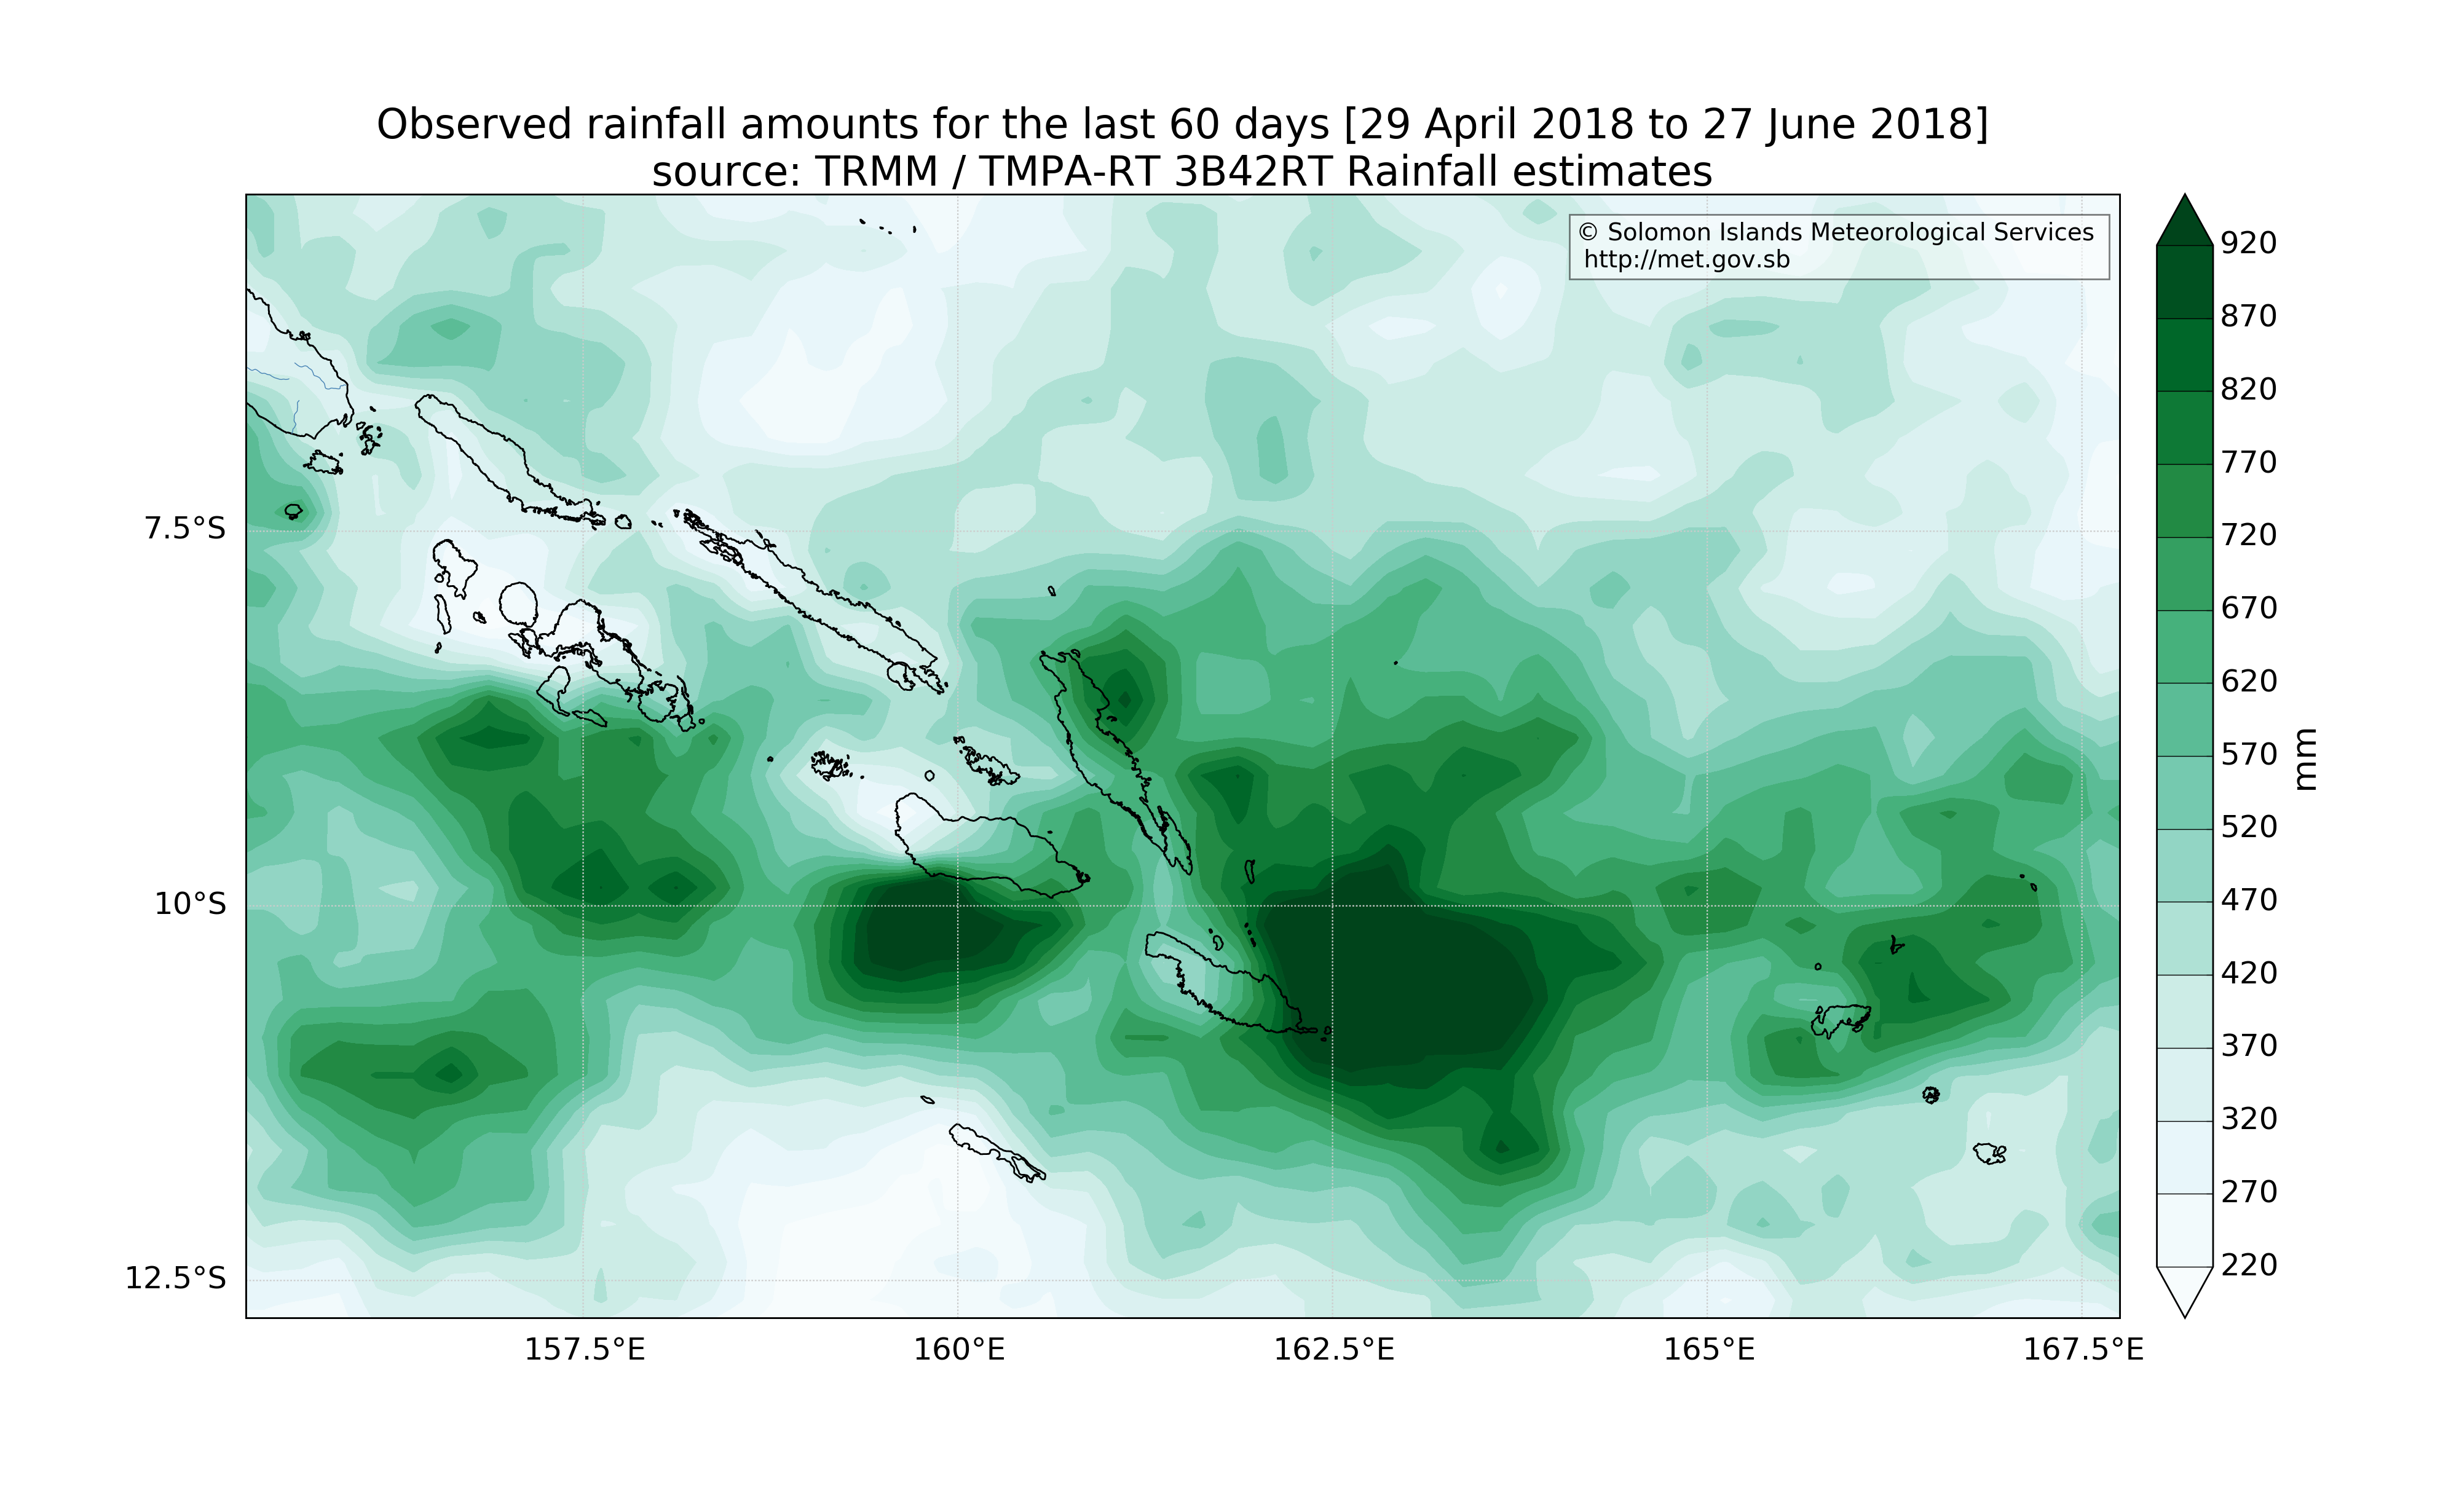 Observed rainfall amounts for the last 60 days [29 April 2018 to 27 June 2018]
source: TRMM / TMPA-RT 3B42RT Rainfall estimates
© Solomon Islands Meteorological Services
http://met.gov.sb
7.5°S
10°S
12.5°S
157.5°E
160°E
162.5°E
165°E
167.5°E
920
870
820
770
720
670
620
570
520
470
420
370
320
270
220
mm